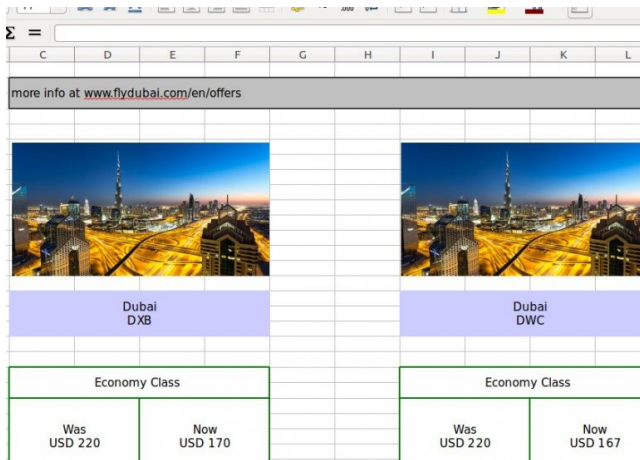 Σ =
C D E F G H I J K L
more info at www.flydubai.com/en/offers
Dubai
DXB
Dubai
DWC
Economy Class
Economy Class
Was
USD 220
Now
USD 170
Was
USD 220
Now
USD 167